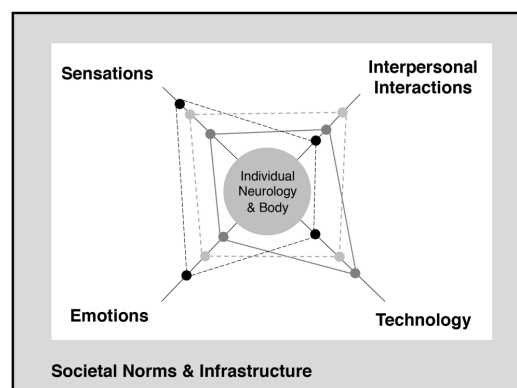 Sensations
Interpersonal
Interactions
Individual
Neurology
& Body
Emotions
Technology
Societal Norms & Infrastructure